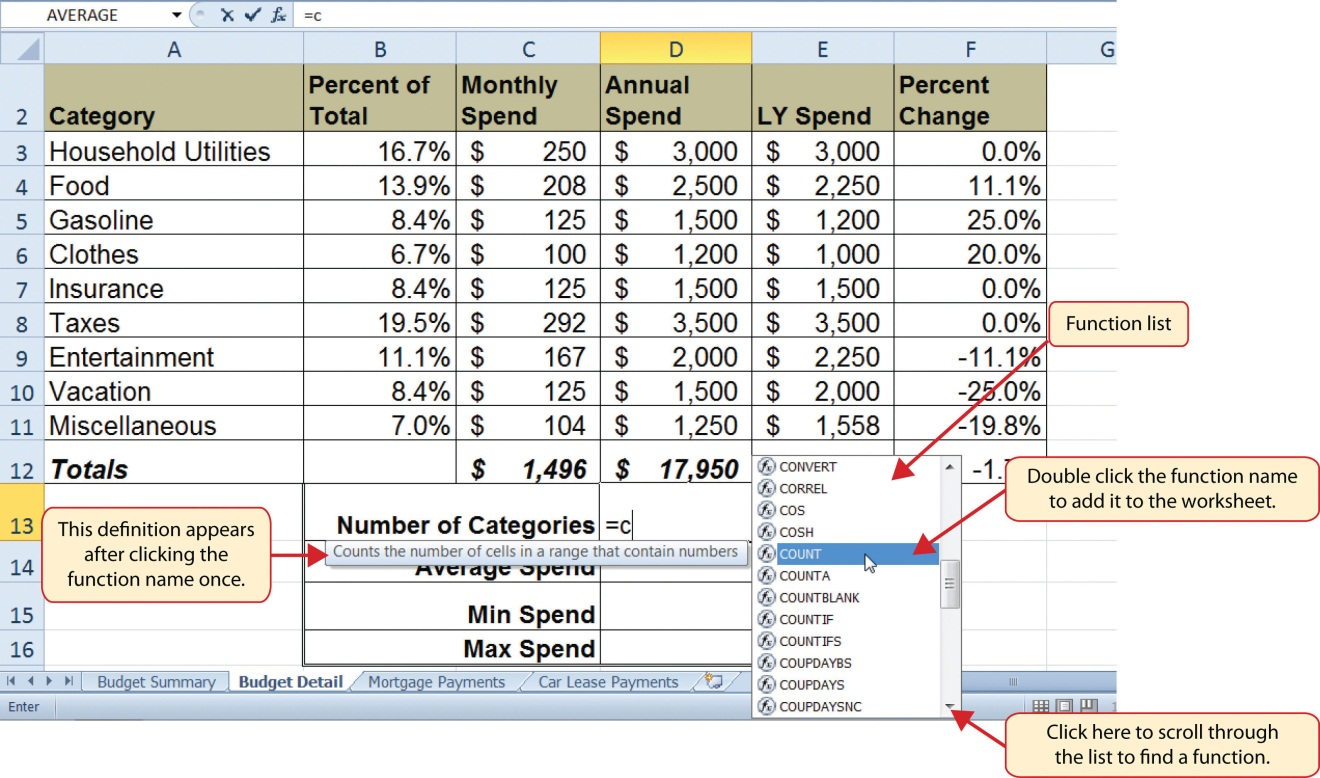 AVERAGE fx =c
A B C D E F G
2 Category Percent of Total Monthly Spend Annual Spend LY Spend Percent Change
3 Household Utilities 16.7% $ 250 $ 3,000 $ 3,000 0.0%
4 Food 13.9% $ 208 $ 2,500 $ 2,250 11.1%
5 Gasoline 8.4% $ 125 $ 1,500 $ 1,200 25.0%
6 Clothes 6.7% $ 100 $ 1,200 $ 1,000 20.0%
7 Insurance 8.4% $ 125 $ 1,500 $ 1,500 0.0%
8 Taxes 19.5% $ 292 $ 3,500 $ 3,500 0.0%
9 Entertainment 11.1% $ 167 $ 2,000 $ 2,250 -11.1%
10 Vacation 8.4% $ 125 $ 1,500 $ 2,000 -25.0%
11 Miscellaneous 7.0% $ 104 $ 1,250 $ 1,558 -19.8%
12 Totals $ 1,496 $ 17,950 -1.
13 Number of Categories =c
Counts the number of cells in a range that contain numbers
14 Average Spend
15 Min Spend
16 Max Spend
CONVERT
CORREL
COS
COSH
COUNT
COUNTA
COUNTBLANK
COUNTIF
COUNTIFS
COUPDAYBS
COUPDAYS
COUPDAYSNC
This definition appears
after clicking the
function name once.
Function list
Double click the function name
to add it to the worksheet.
Click here to scroll through
the list to find a function.
Budget Summary Budget Detail Mortgage Payments Car Lease Payments
Enter